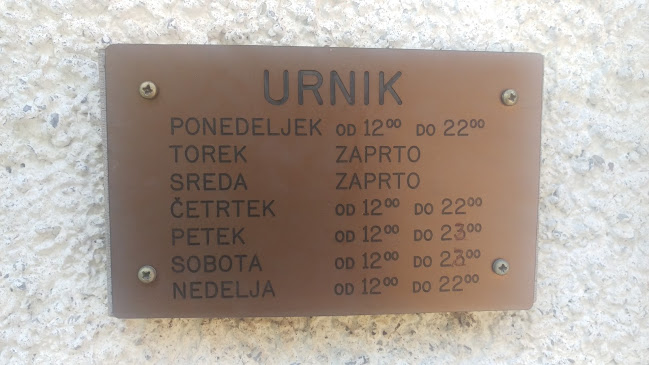 URNIK
PONEDELJEK OD 12⁰⁰ DO 22⁰⁰
TOREK ZAPRTO
SREDA ZAPRTO
ČETRTEK OD 12⁰⁰ DO 22⁰⁰
PETEK OD 12⁰⁰ DO 23⁰⁰
SOBOTA OD 12⁰⁰ DO 23⁰⁰
NEDELJA OD 12⁰⁰ DO 22⁰⁰